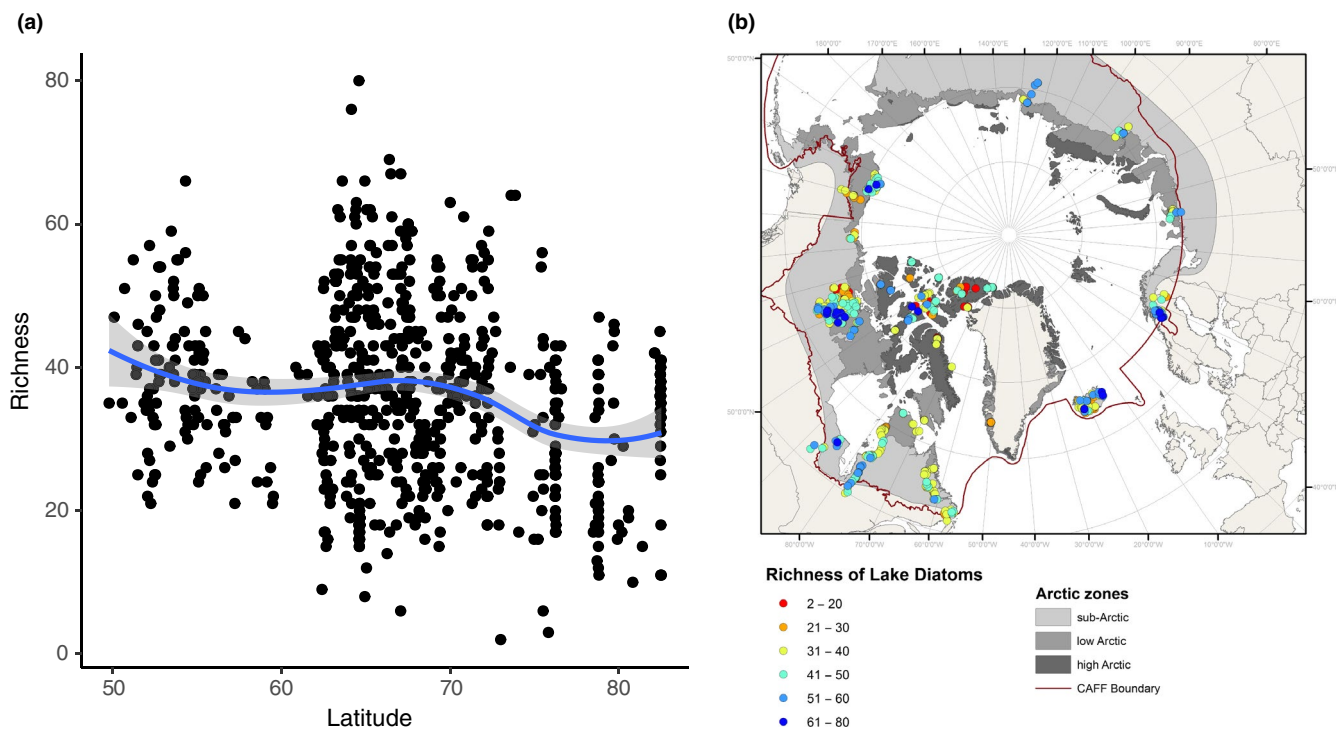 (a)
80
60
40
20
0
Richness
50
60
70
80
Latitude
(b)
180°0'0"
170°0'0"E
160°0'0"E
140°0'0"E
120°0'0"E
110°0'0"E
100°0'0"E
90°0'0"E
60°0'0"E
50°0'0"N
80°0'0"W
70°0'0"W
60°0'0"W
50°0'0"W
40°0'0"W
30°0'0"W
20°0'0"W
10°0'0"W
Richness of Lake Diatoms
2 – 20
21 – 30
31 – 40
41 – 50
51 – 60
61 – 80
Arctic zones
sub-Arctic
low Arctic
high Arctic
CAFF Boundary